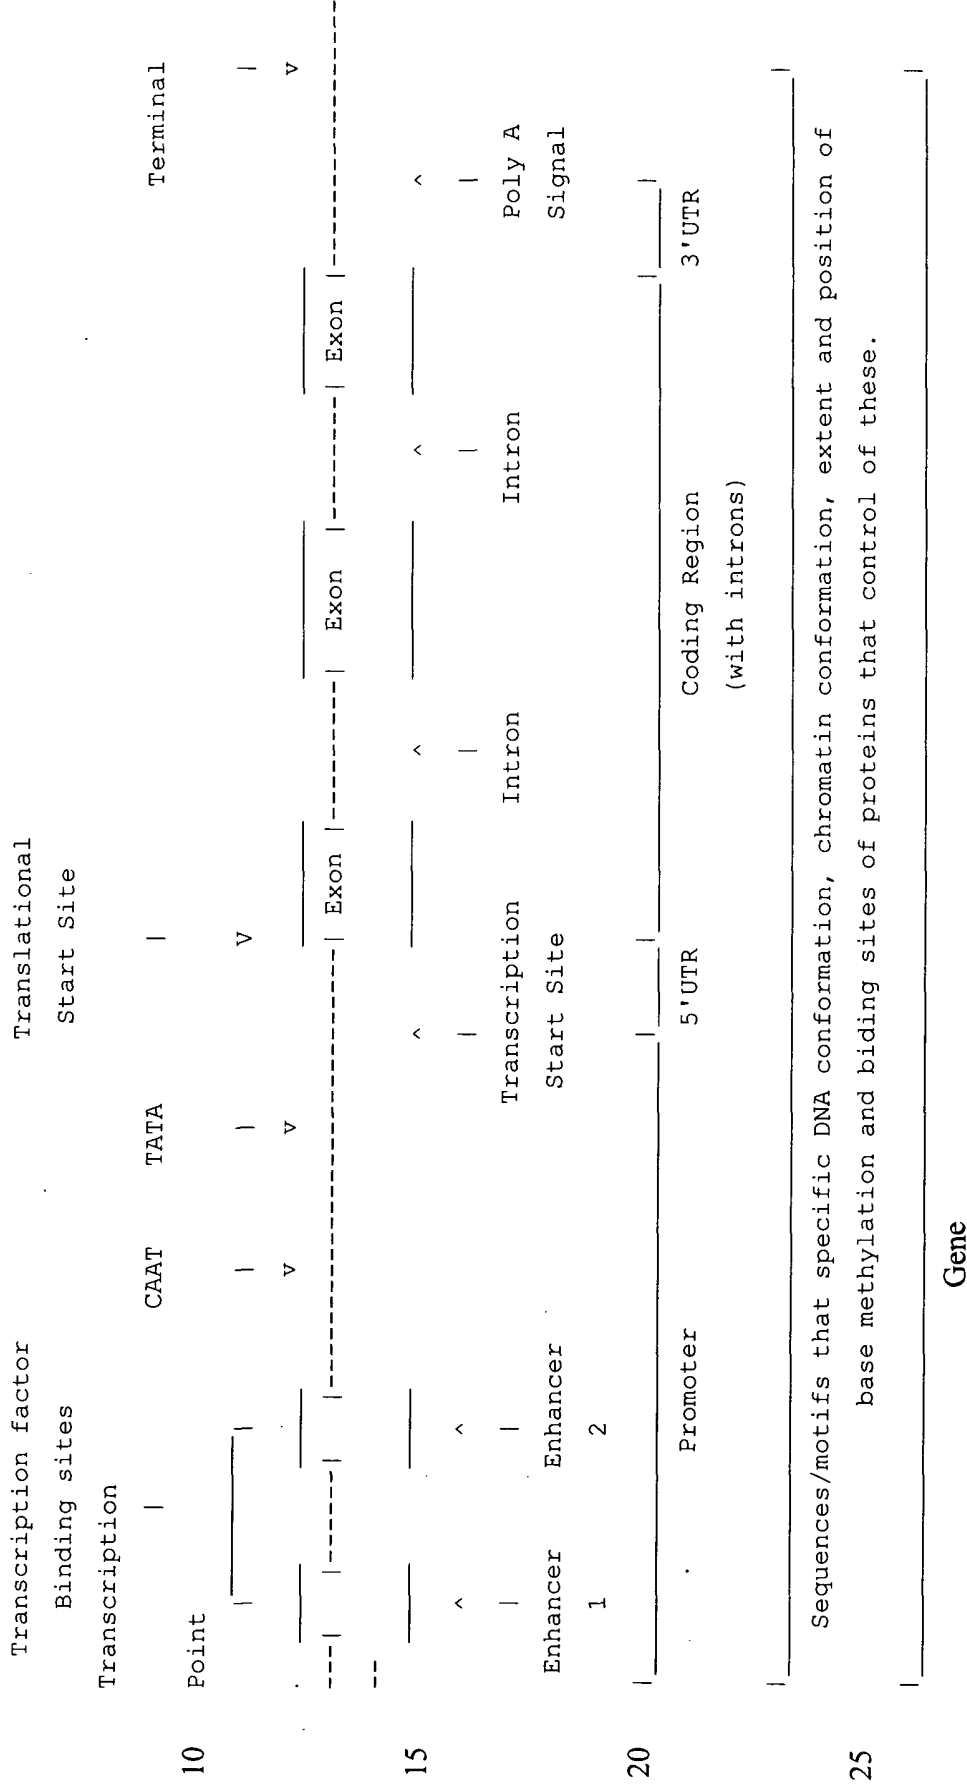 Transcription factor Translational
Binding sites Start Site
Transcription
CAAT TATA Terminal
10 Point
Exon Exon Exon
15
Transcription Intron Intron Poly A
Enhancer Enhancer Start Site Signal
1 2
20
Promoter 5'UTR Coding Region 3'UTR
(with introns)
Sequences/motifs that specific DNA conformation, chromatin conformation, extent and position of
25 base methylation and biding sites of proteins that control of these.
Gene